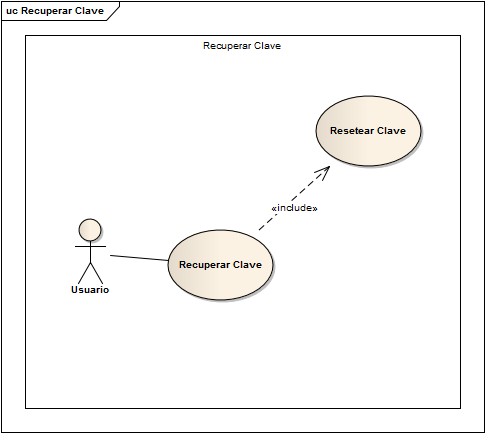 uc Recuperar Clave
Recuperar Clave
Resetear Clave
«include»
Recuperar Clave
Usuario